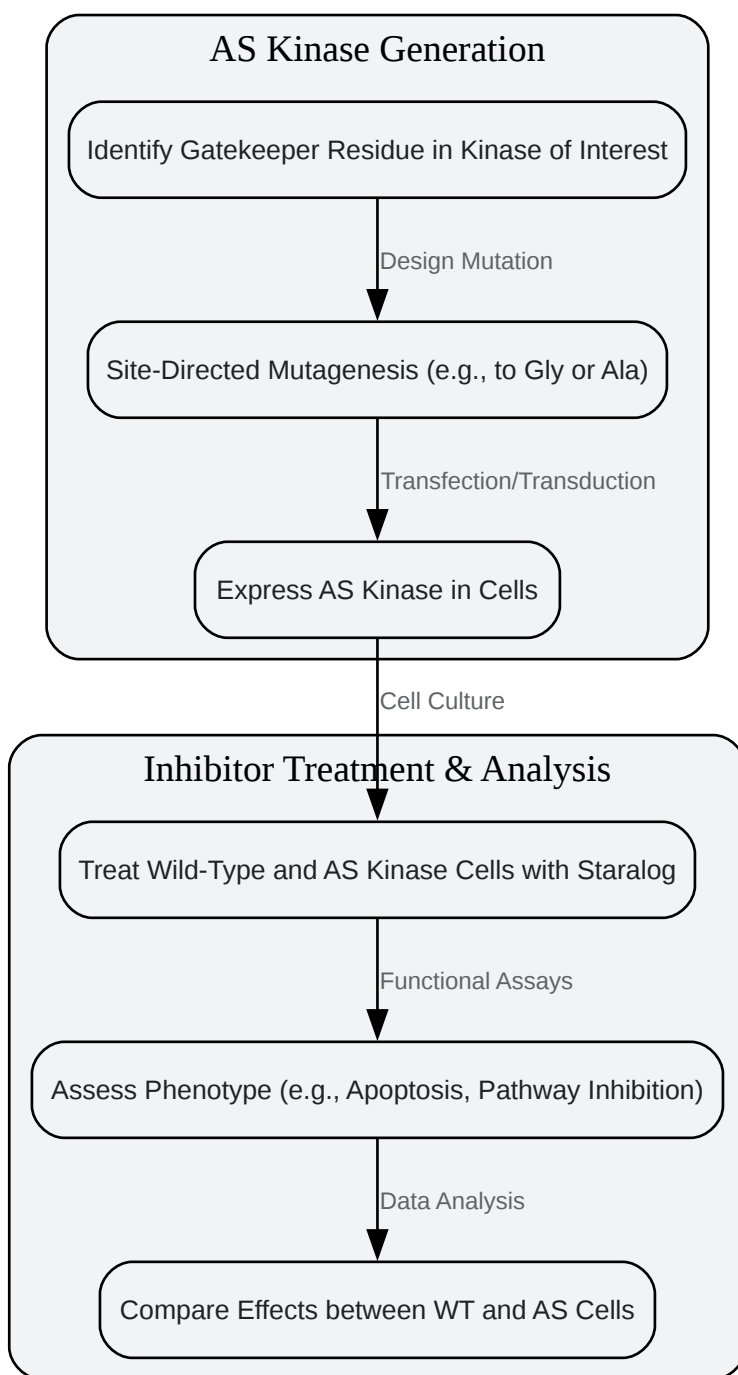 AS Kinase Generation
Identify Gatekeeper Residue in Kinase of Interest
Design Mutation
Site-Directed Mutagenesis (e.g., to Gly or Ala)
Transfection/Transduction
Express AS Kinase in Cells
Cell Culture
Inhibitor Treatment & Analysis
Treat Wild-Type and AS Kinase Cells with Staralog
Functional Assays
Assess Phenotype (e.g., Apoptosis, Pathway Inhibition)
Data Analysis
Compare Effects between WT and AS Cells